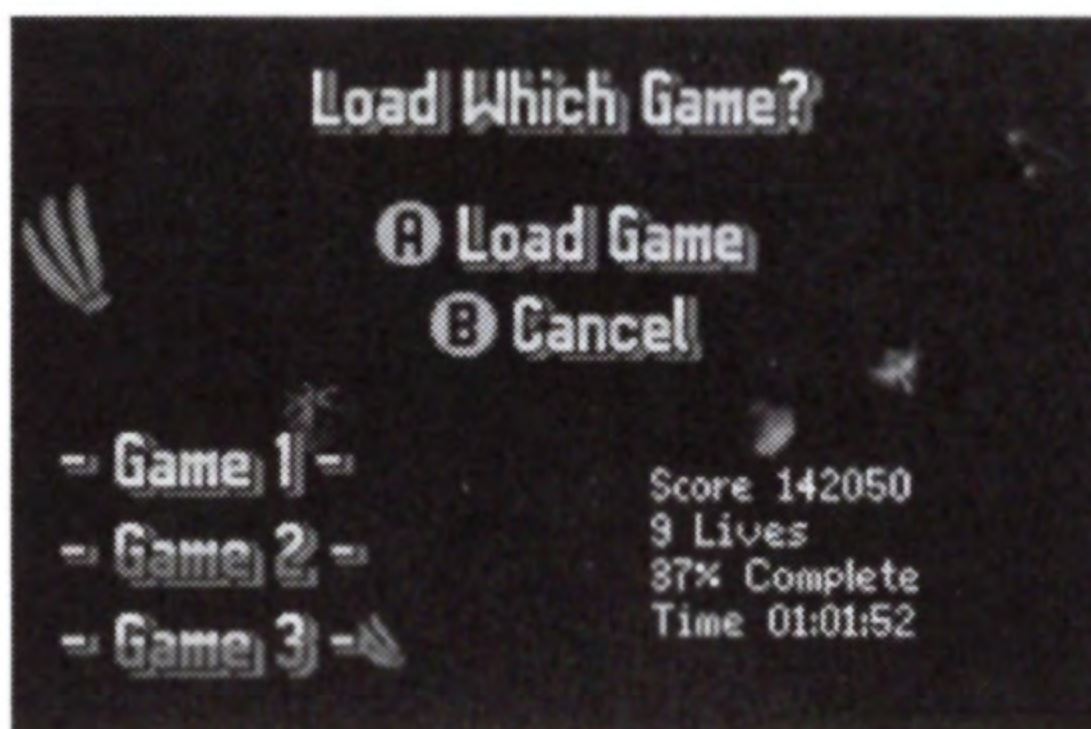 Load Which Game?
A Load Game
B Cancel
- Game 1 -
- Game 2 -
- Game 3 -
Score 142050
9 Lives
37% Complete
Time 01:01:52